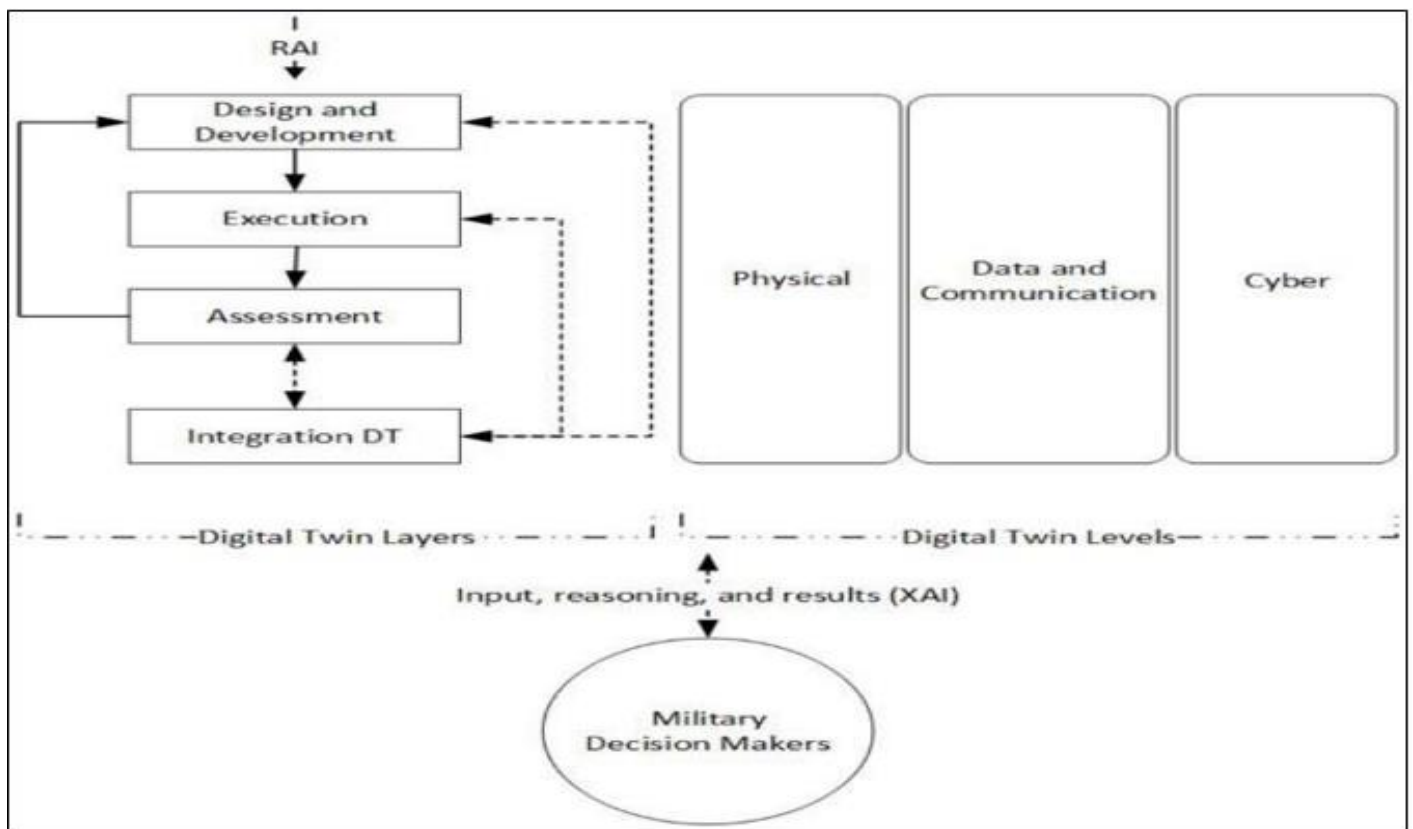 RAI
Design and
Development
Execution
Assessment
Integration DT
Physical
Data and
Communication
Cyber
Digital Twin Layers
Digital Twin Levels
Input, reasoning, and results (XAI)
Military
Decision Makers